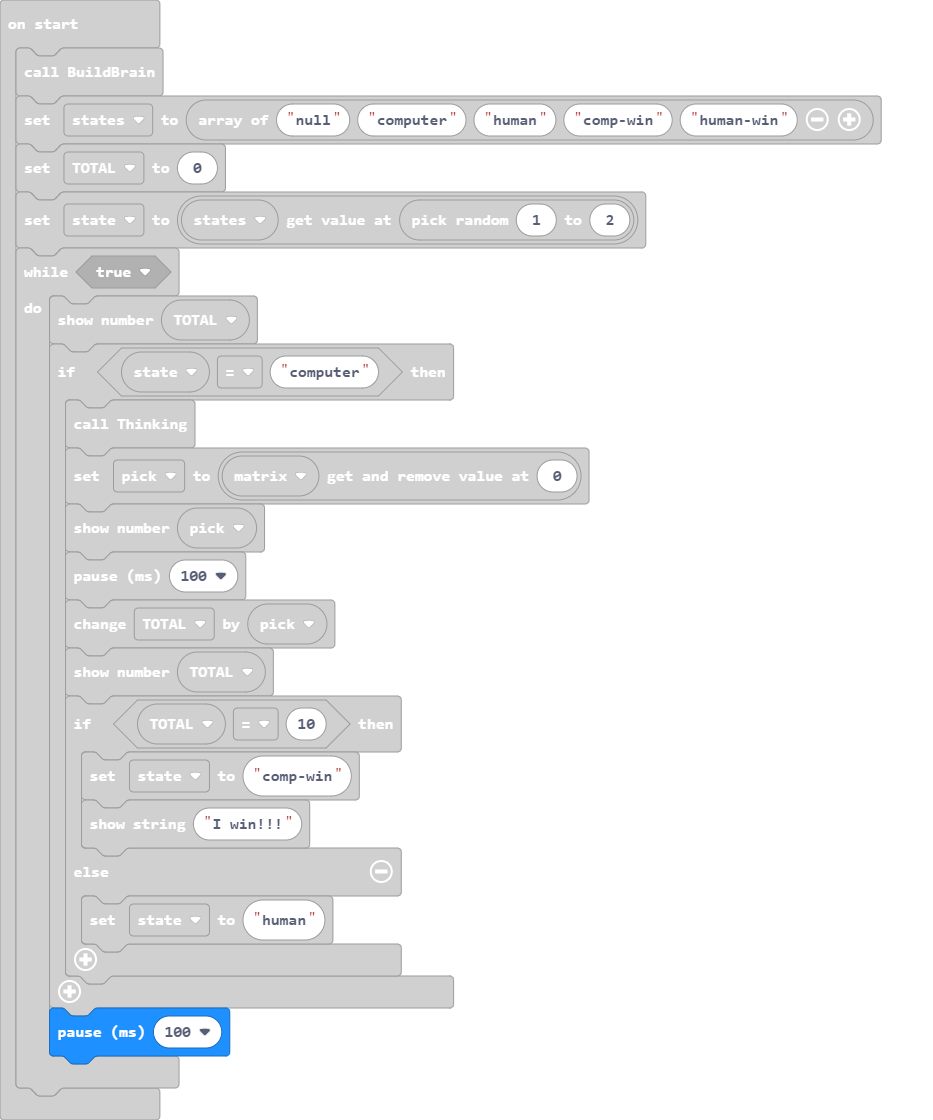 on start
call BuildBrain
set states to array of "null" "computer" "human" "comp-win" "human-win"
set TOTAL to 0
set state to states get value at pick random 1 to 2
while true
do
show number TOTAL
if state = "computer" then
call Thinking
set pick to matrix get and remove value at 0
show number pick
pause (ms) 100
change TOTAL by pick
show number TOTAL
if TOTAL = 10 then
set state to "comp-win"
show string "I win!!!"
else
set state to "human"
pause (ms) 100